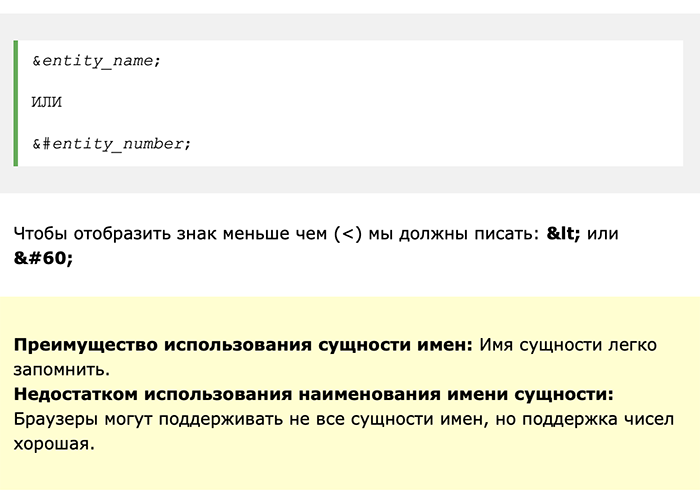 &entity_name;
ИЛИ
&#entity_number;
Чтобы отобразить знак меньше чем (<) мы должны писать: &lt; или
&#60;
Преимущество использования сущности имен: Имя сущности легко
запомнить.
Недостатком использования наименования имени сущности:
Браузеры могут поддерживать не все сущности имен, но поддержка чисел
хорошая.